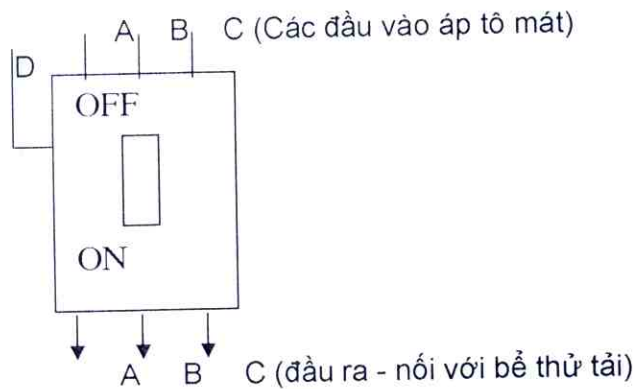 A B C (Các đầu vào áp tô mát)
D
OFF
ON
A B C (đầu ra - nối với bể thử tải)